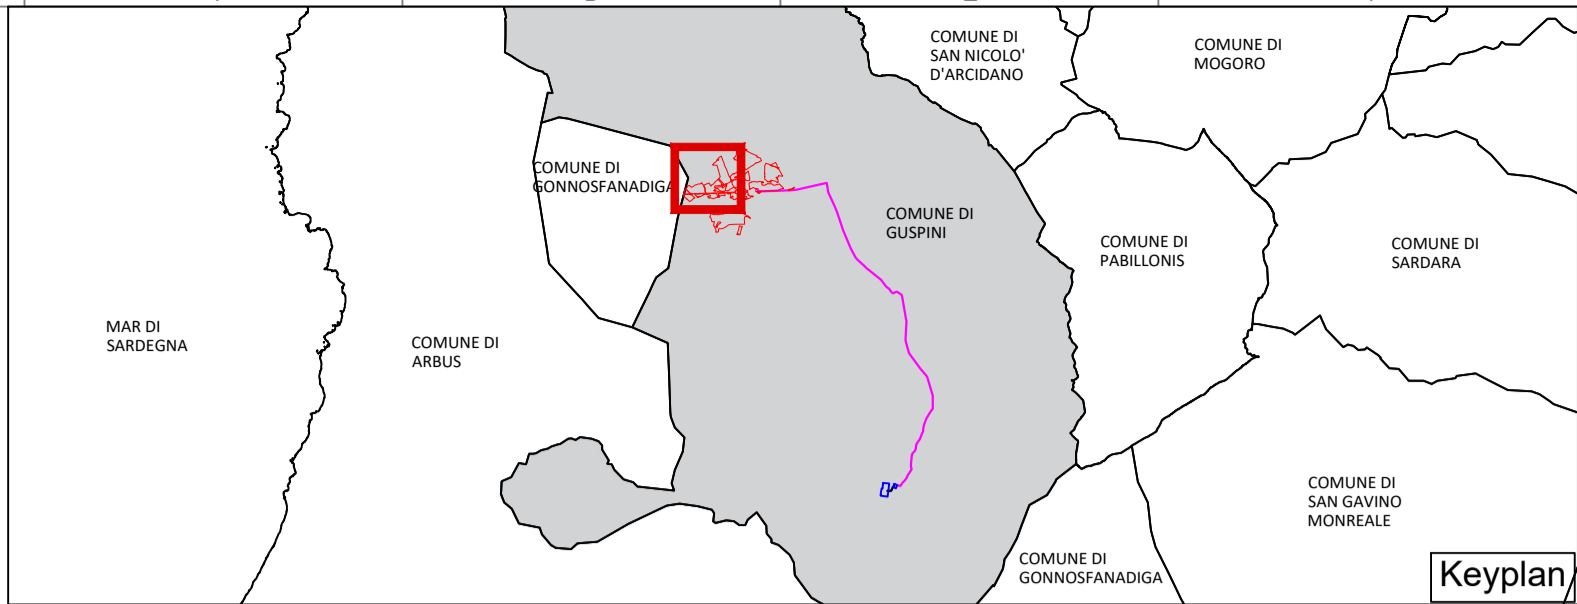 COMUNE DI
SAN NICOLO'
D'ARCIDANO
COMUNE DI
MOGORO
COMUNE DI
GONNOSFANADIGA
COMUNE DI
GUSPINI
COMUNE DI
PABILLONIS
COMUNE DI
SARDARA
MAR DI
SARDEGNA
COMUNE DI
ARBUS
COMUNE DI
SAN GAVINO
MONREALE
COMUNE DI
GONNOSFANADIGA
Keyplan